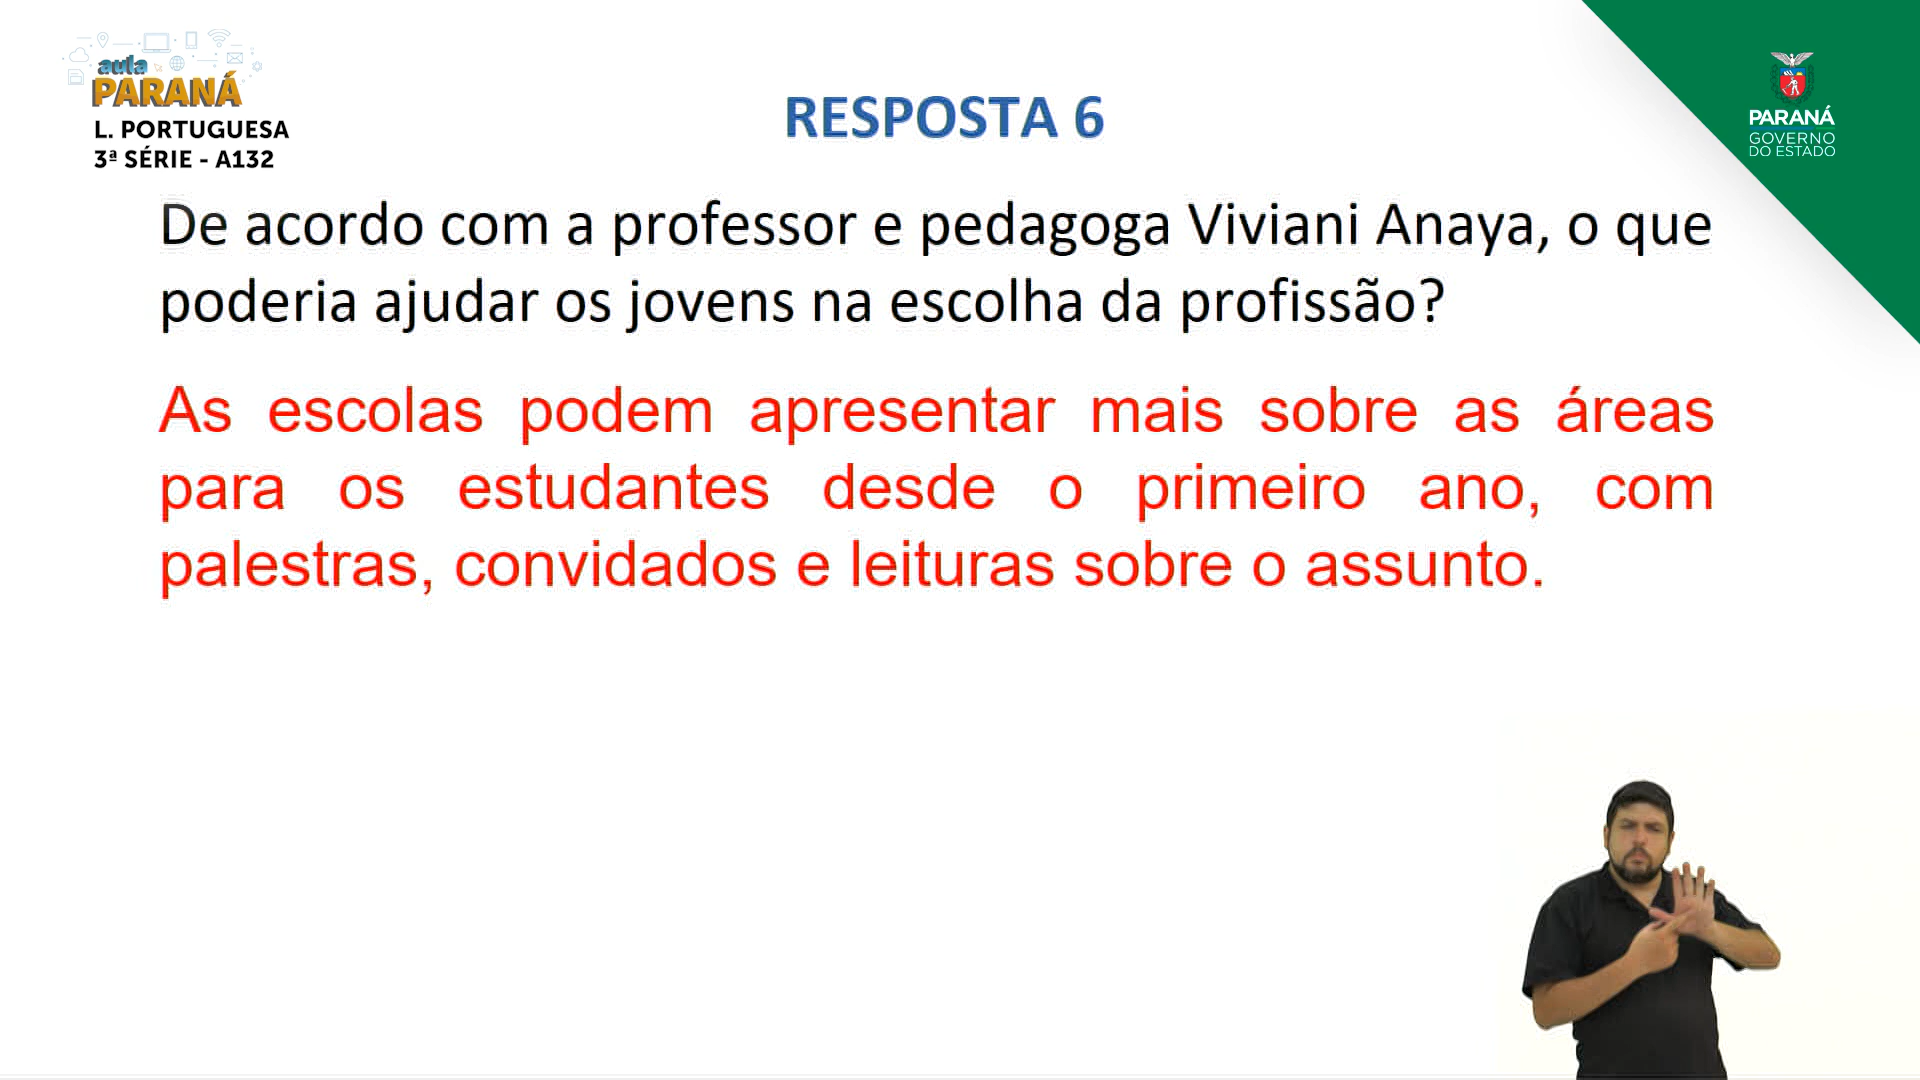 aula
PARANÁ
L. PORTUGUESA
3ª SÉRIE - A132
RESPOSTA 6
PARANÁ
GOVERNO
DO ESTADO
De acordo com a professor e pedagoga Viviani Anaya, o que
poderia ajudar os jovens na escolha da profissão?
As escolas podem apresentar mais sobre as áreas
para os estudantes desde o primeiro ano, com
palestras, convidados e leituras sobre o assunto.